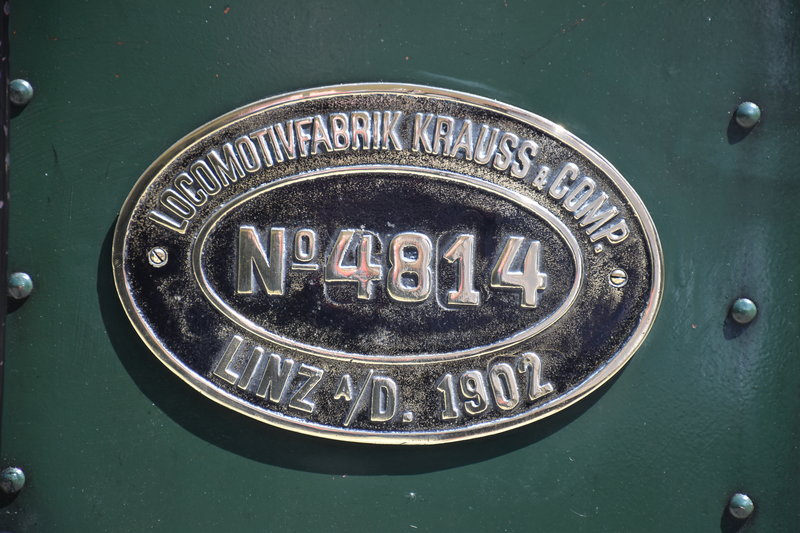 LOCOMOTIVFABRIK KRAUSS & COMP.
Nº 4814
LINZ A/D. 1902